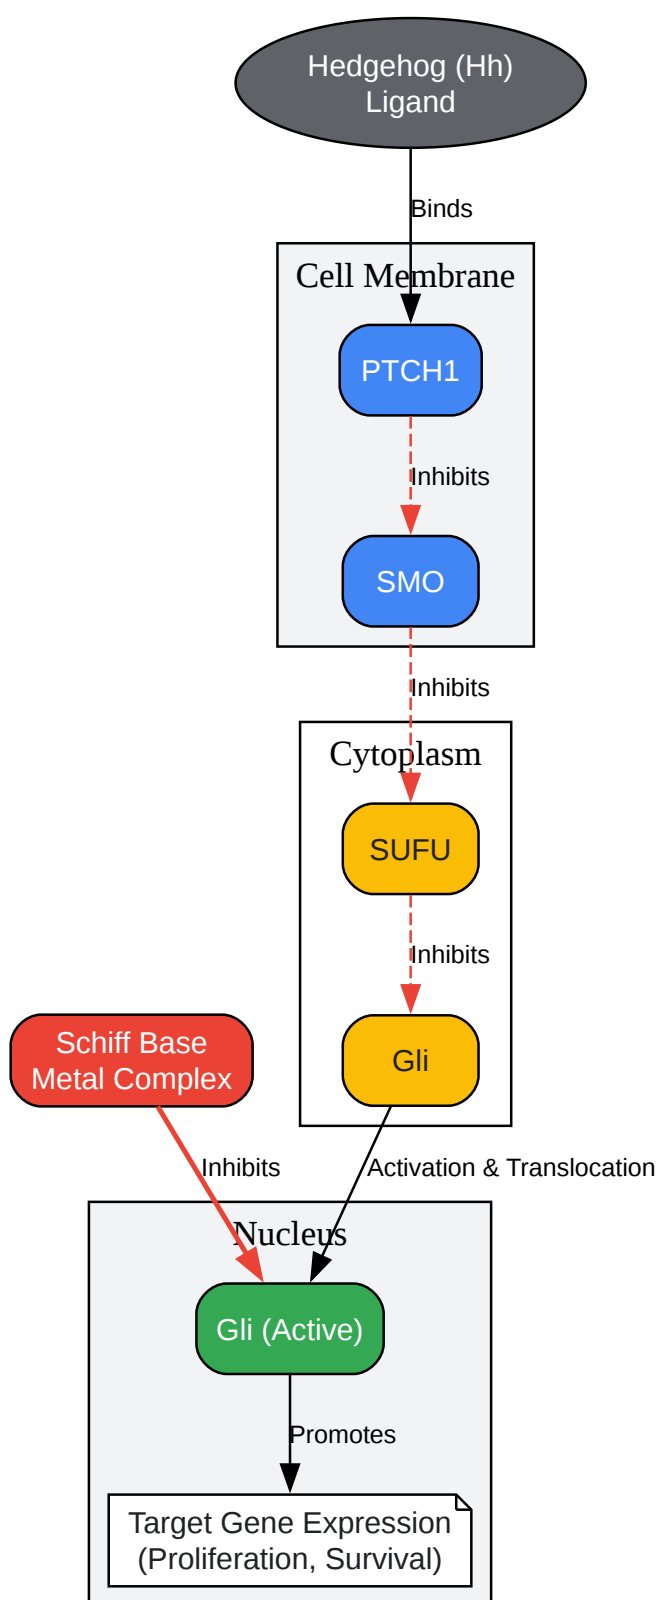 Hedgehog (Hh)
Ligand
Binds
Cell Membrane
PTCH1
Inhibits
SMO
Inhibits
Cytoplasm
SUFU
Inhibits
Schiff Base
Metal Complex
Gli
Inhibits
Activation & Translocation
Nucleus
Gli (Active)
Promotes
Target Gene Expression
(Proliferation, Survival)